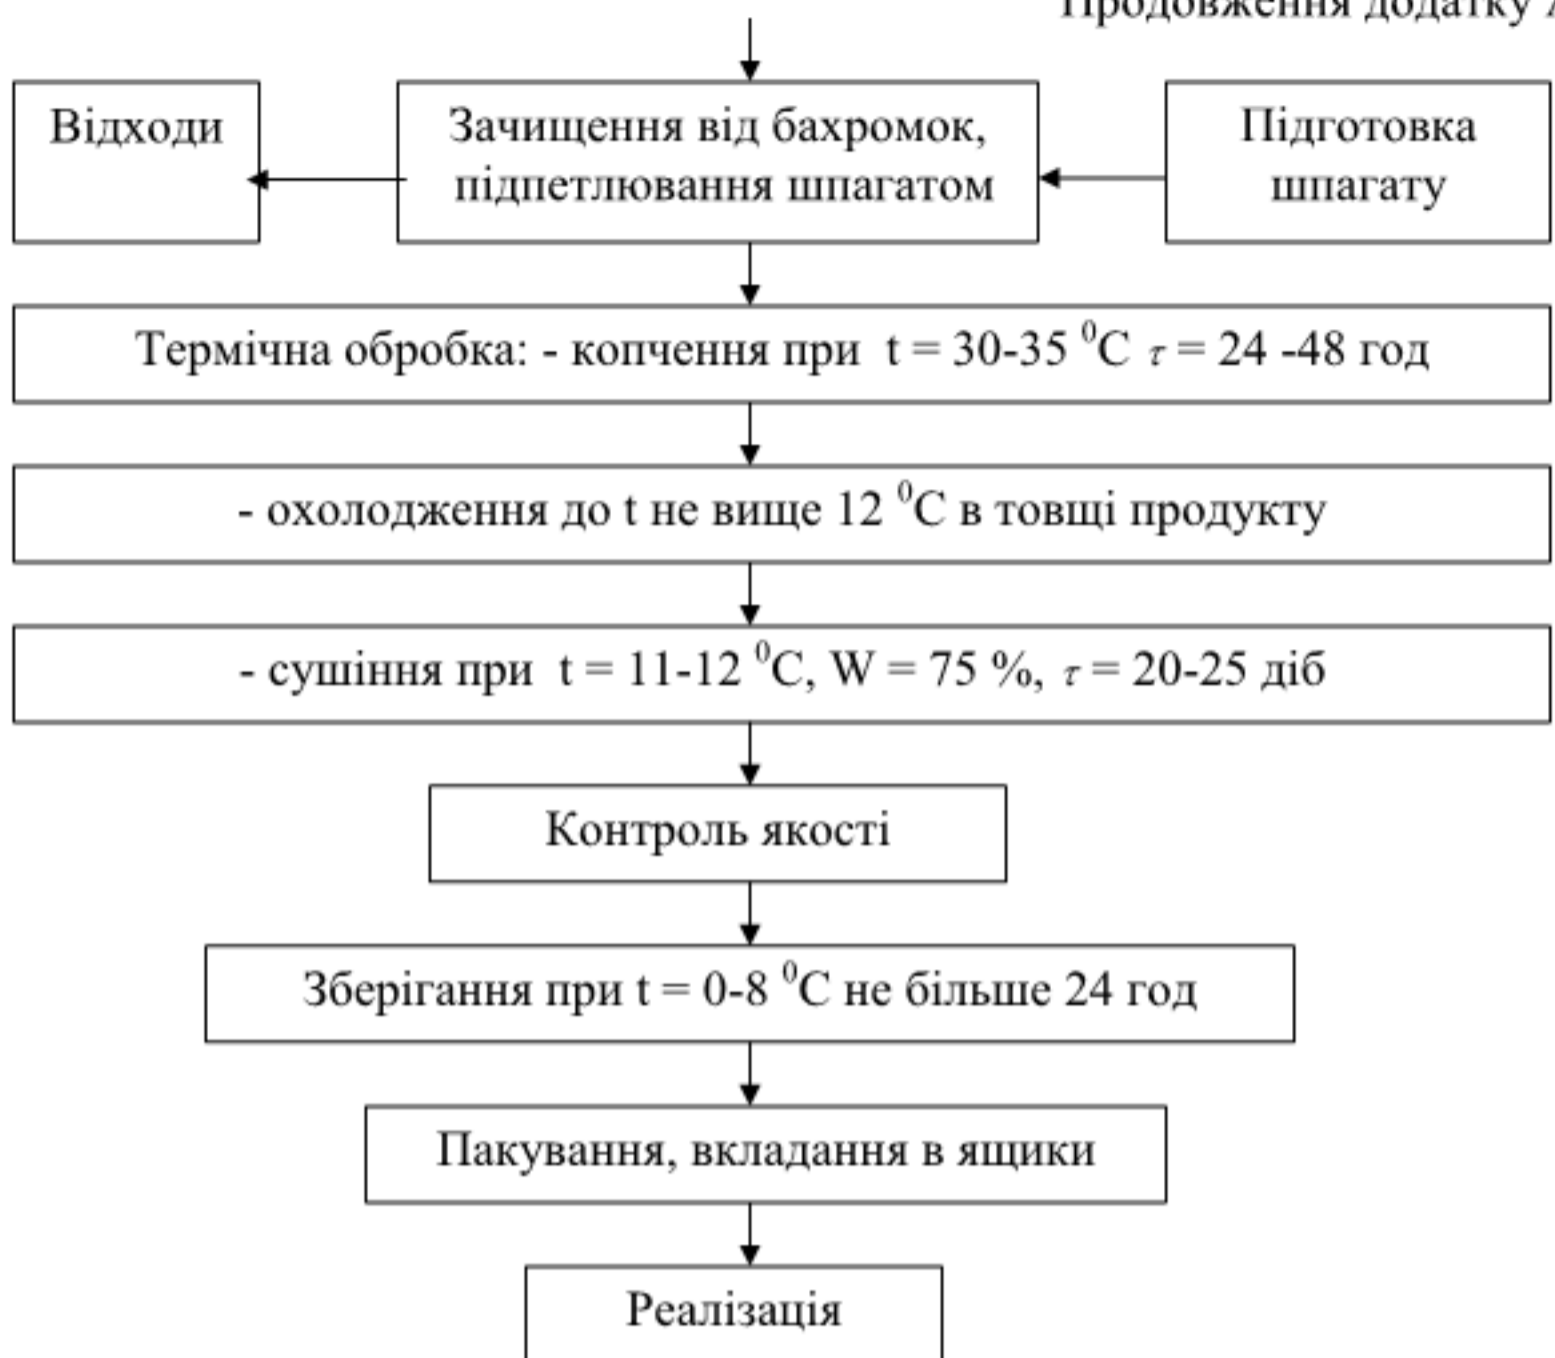 Продовження додатку
Відходи
Зачищення від бахромок,
підпетлювання шпагатом
Підготовка
шпагату
Термічна обробка: - копчення при t = 30-35 ⁰C τ = 24 -48 год
- охолодження до t не вище 12 ⁰C в товщі продукту
- сушіння при t = 11-12 ⁰C, W = 75 %, τ = 20-25 діб
Контроль якості
Зберігання при t = 0-8 ⁰C не більше 24 год
Пакування, вкладання в ящики
Реалізація